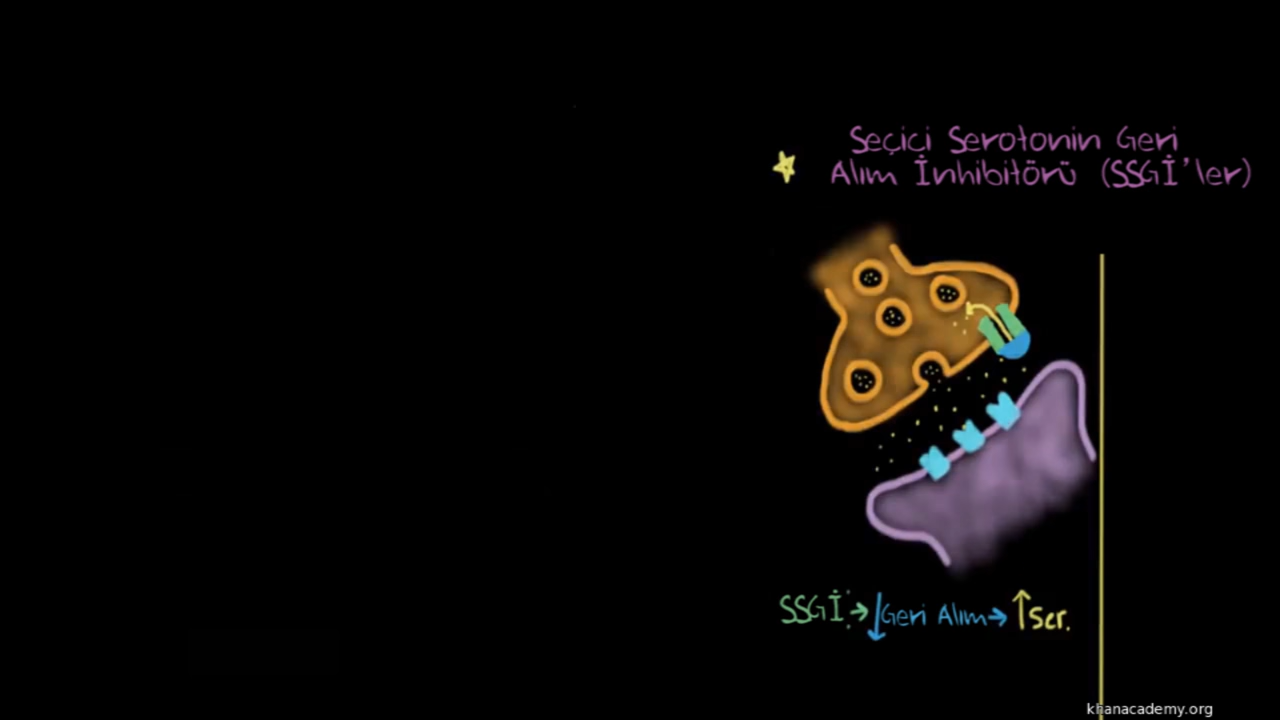 Seçici Serotonin Geri
Alım İnhibitörü (SSGİ'ler)
SSGİ: → ↓ Geri Alım → ↑ Ser.
khanacademy.org